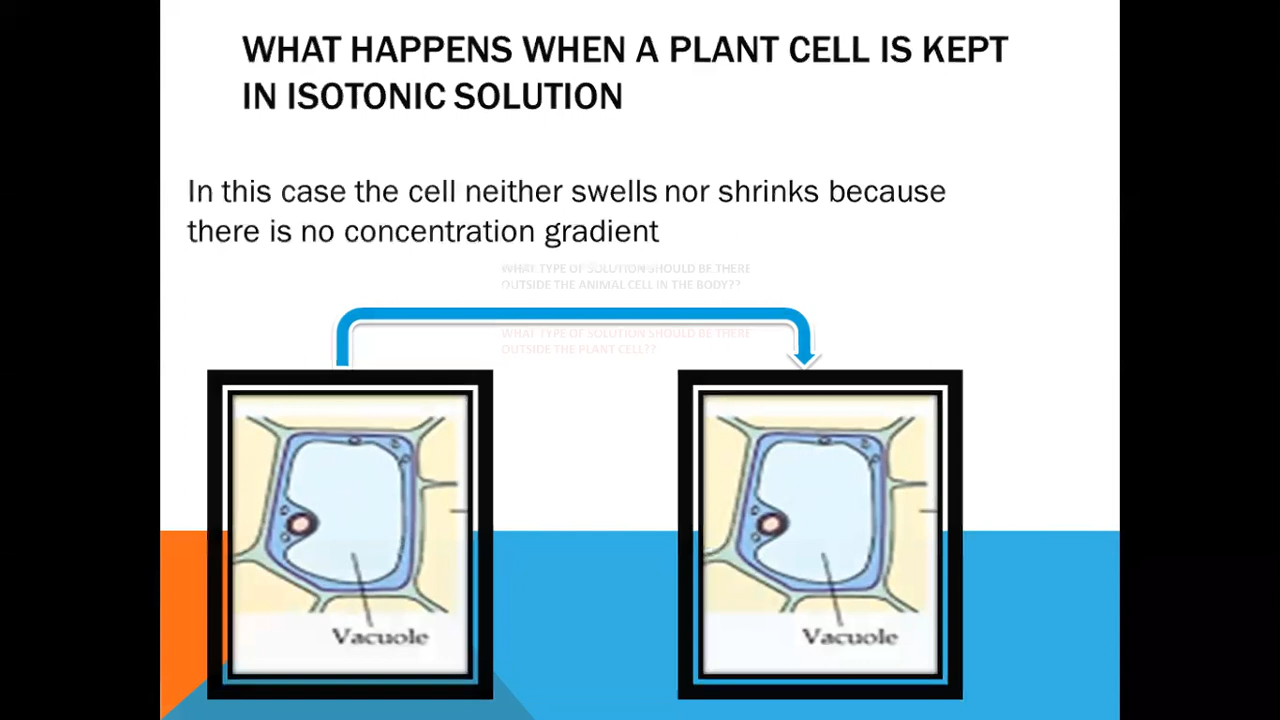 WHAT HAPPENS WHEN A PLANT CELL IS KEPT
IN ISOTONIC SOLUTION
In this case the cell neither swells nor shrinks because
there is no concentration gradient
WHAT TYPE OF SOLUTION SHOULD BE THERE
OUTSIDE THE ANIMAL CELL IN THE BODY??
WHAT TYPE OF SOLUTION SHOULD BE THERE
OUTSIDE THE PLANT CELL??
Vacuole
Vacuole